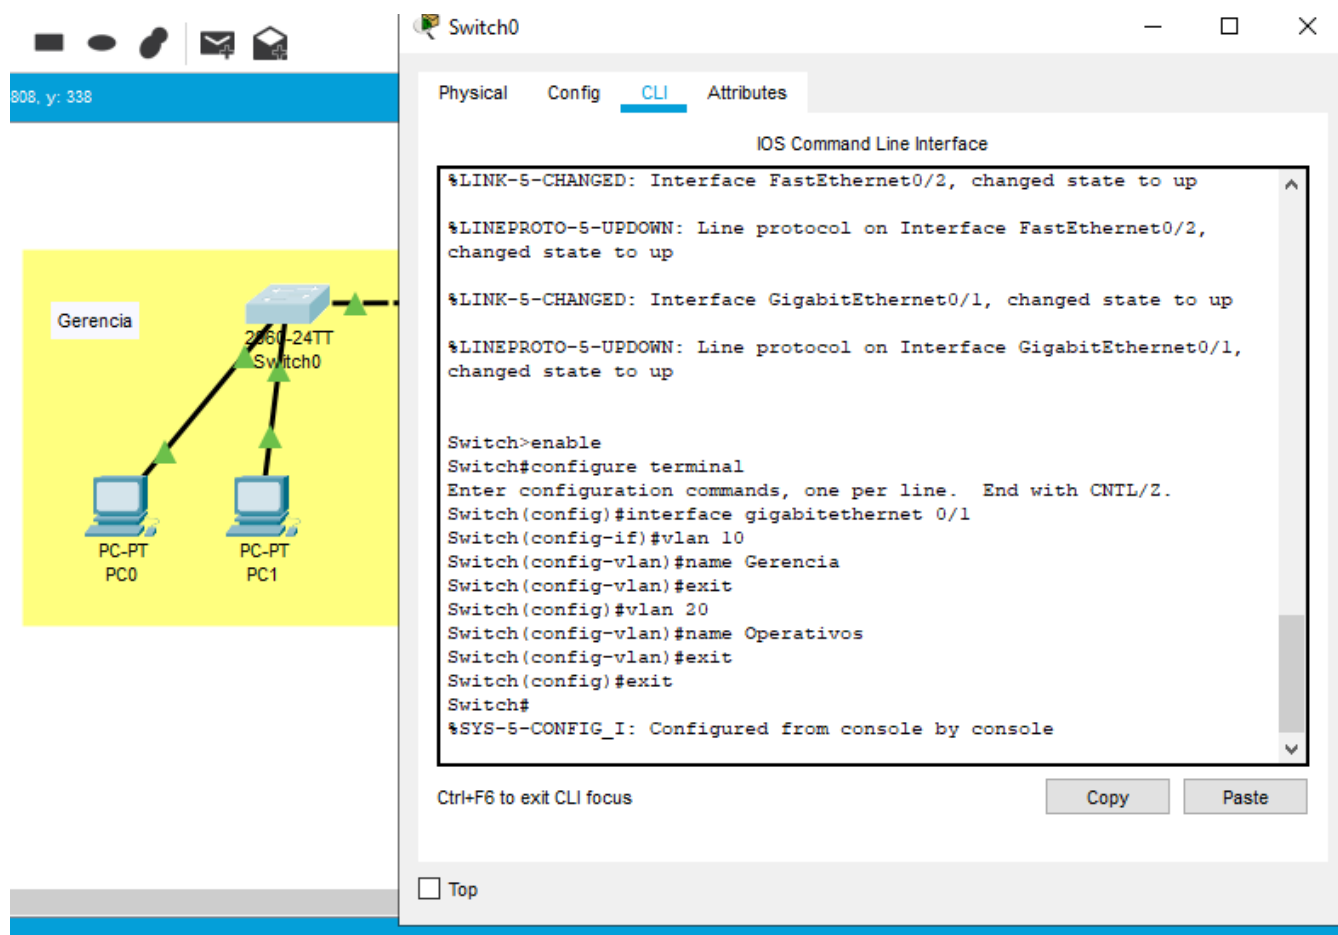 Switch0
808, y: 338
Physical Config CLI Attributes
IOS Command Line Interface
%LINK-5-CHANGED: Interface FastEthernet0/2, changed state to up
%LINEPROTO-5-UPDOWN: Line protocol on Interface FastEthernet0/2,
changed state to up
%LINK-5-CHANGED: Interface GigabitEthernet0/1, changed state to up
%LINEPROTO-5-UPDOWN: Line protocol on Interface GigabitEthernet0/1,
changed state to up
Switch>enable
Switch#configure terminal
Enter configuration commands, one per line.  End with CNTL/Z.
Switch(config)#interface gigabitethernet 0/1
Switch(config-if)#vlan 10
Switch(config-vlan)#name Gerencia
Switch(config-vlan)#exit
Switch(config)#vlan 20
Switch(config-vlan)#name Operativos
Switch(config-vlan)#exit
Switch(config)#exit
Switch#
%SYS-5-CONFIG_I: Configured from console by console
Ctrl+F6 to exit CLI focus
Copy
Paste
Top
Gerencia
2960-24TT
Switch0
PC-PT
PC0
PC-PT
PC1